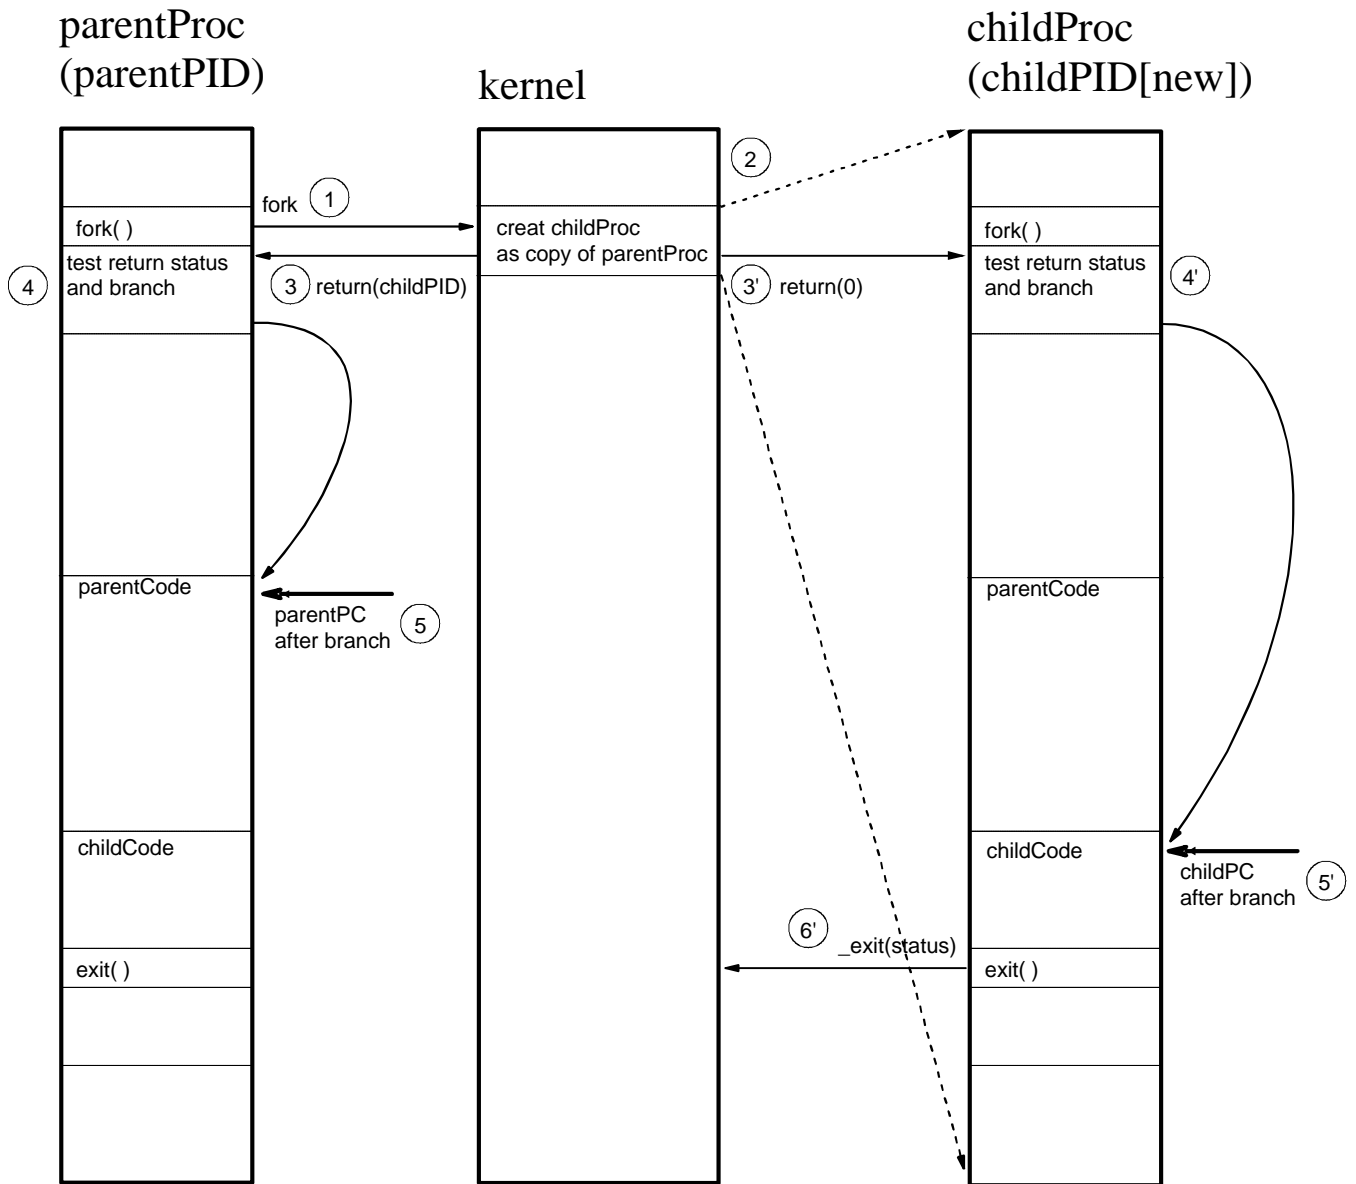 parentProc
(parentPID)
kernel
childProc
(childPID[new])
2
fork
1
fork( )
creat childProc
as copy of parentProc
fork( )
4
test return status
and branch
3
return(childPID)
3'
return(0)
test return status
and branch
4'
parentCode
parentPC
after branch
5
parentCode
childCode
childCode
childPC
after branch
5'
6'
_exit(status)
exit( )
exit( )